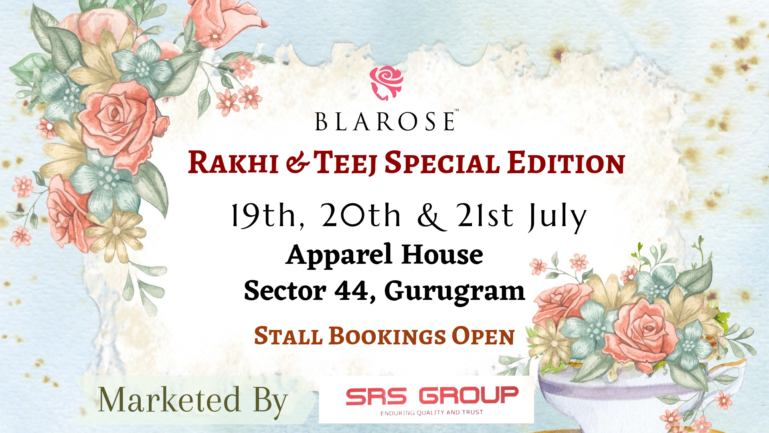 BLAROSE™
RAKHI & TEEJ SPECIAL EDITION
19th, 20th & 21st July
Apparel House
Sector 44, Gurugram
STALL BOOKINGS OPEN
Marketed By
SRS GROUP
ENDURING QUALITY AND TRUST